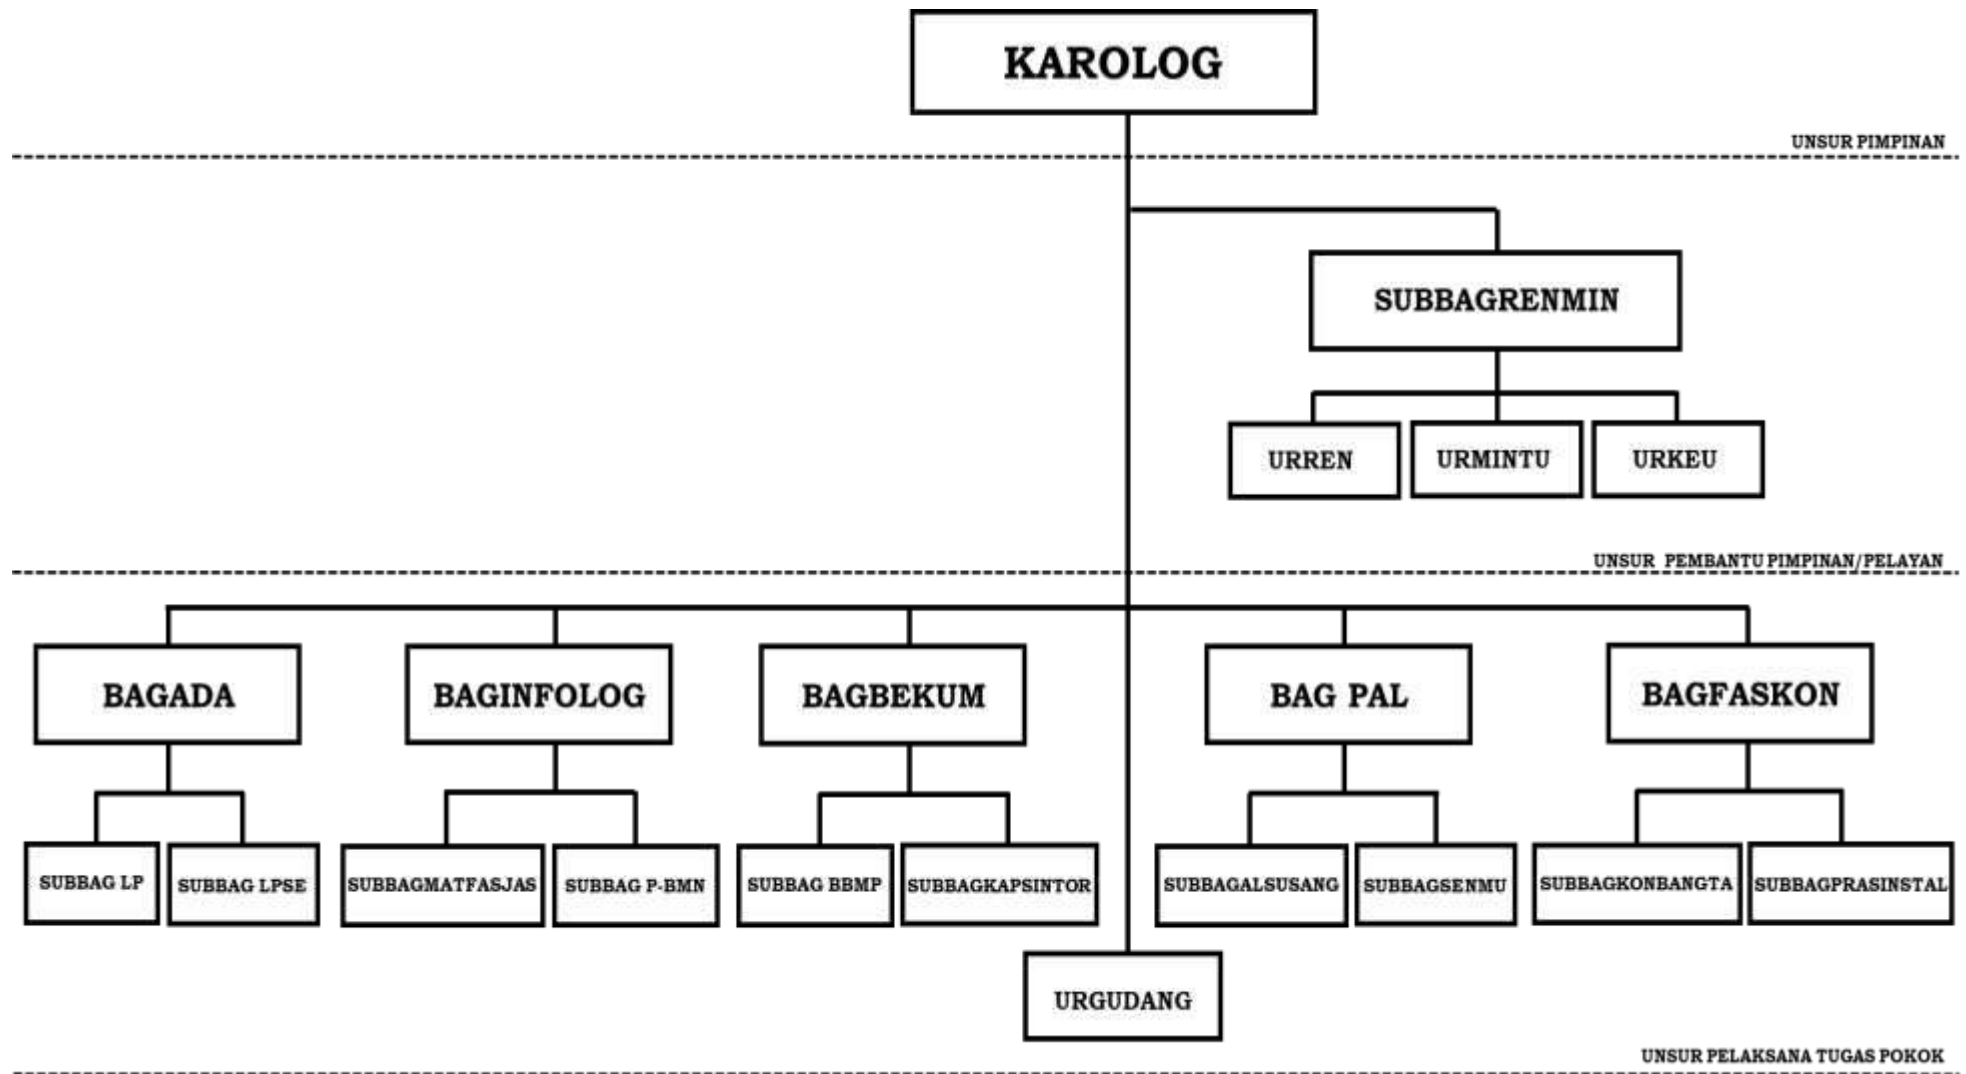 KAROLOG
UNSUR PIMPINAN
SUBBAGRENMIN
URREN
URMINTU
URKEU
UNSUR PEMBANTU PIMPINAN/PELAYAN
BAGADA
BAGINFOLOG
BAGBEKUM
BAG PAL
BAGFASKON
SUBBAG LP
SUBBAG LPSE
SUBBAGMATFASJAS
SUBBAG P-BMN
SUBBAG BBMP
SUBBAGKAPSINTOR
SUBBAGALSUSANG
SUBBAGSENMU
SUBBAGKONBANGTA
SUBBAGPRASINSTAL
URGUDANG
UNSUR PELAKSANA TUGAS POKOK